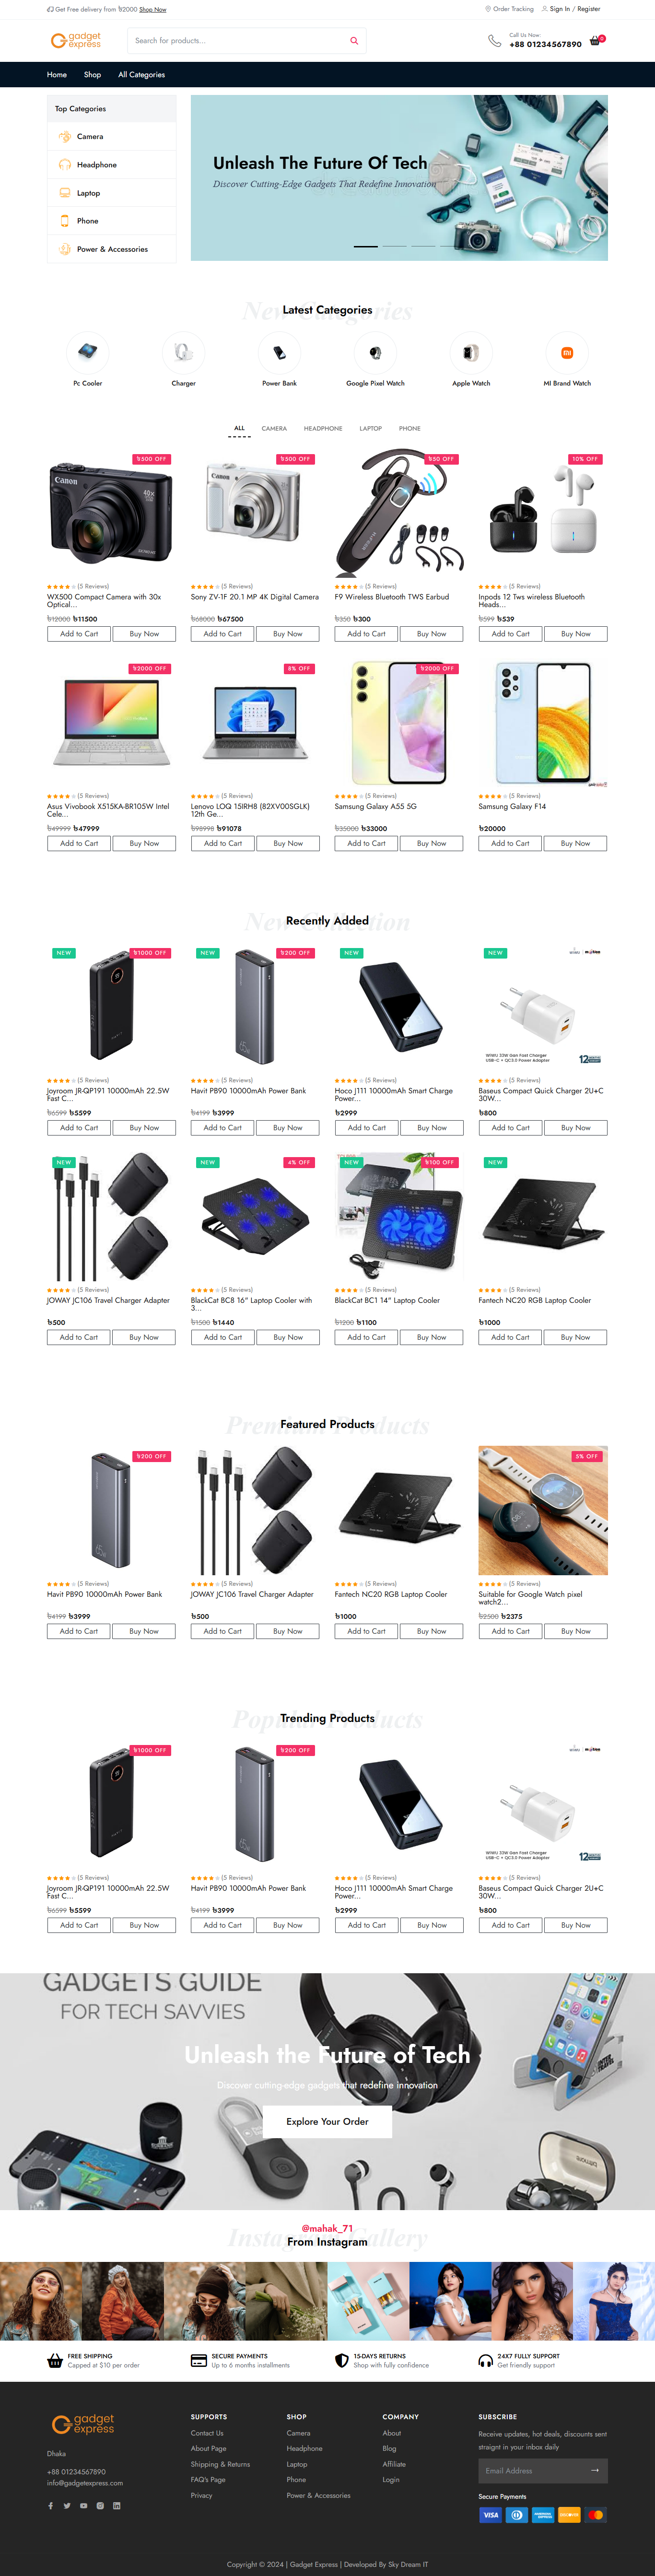 Get Free delivery from ৳2000 Shop Now
Order Tracking
Sign In / Register
gadget
express
Search for products...
Call Us Now:
+88 01234567890
0
Home
Shop
All Categories
Top Categories
Camera
Headphone
Laptop
Phone
Power & Accessories
Unleash The Future Of Tech
Discover Cutting-Edge Gadgets That Redefine Innovation
New Categories
Latest Categories
Pc Cooler
Charger
Power Bank
Google Pixel Watch
Apple Watch
MI Brand Watch
ALL
CAMERA
HEADPHONE
LAPTOP
PHONE
৳500 OFF
৳500 OFF
৳50 OFF
10% OFF
Canon
Canon
(5 Reviews)
(5 Reviews)
(5 Reviews)
(5 Reviews)
WX500 Compact Camera with 30x
Optical...
Sony ZV-1F 20.1 MP 4K Digital Camera
F9 Wireless Bluetooth TWS Earbud
Inpods 12 Tws wireless Bluetooth
Heads...
৳12000 ৳11500
৳68000 ৳67500
৳350 ৳300
৳599 ৳539
Add to Cart
Buy Now
Add to Cart
Buy Now
Add to Cart
Buy Now
Add to Cart
Buy Now
৳2000 OFF
8% OFF
৳2000 OFF
(5 Reviews)
(5 Reviews)
(5 Reviews)
(5 Reviews)
Asus Vivobook X515KA-BR105W Intel
Cele...
Lenovo LOQ 15IRH8 (82XV00SGLK)
12th Ge...
Samsung Galaxy A55 5G
Samsung Galaxy F14
৳49999 ৳47999
৳98998 ৳91078
৳35000 ৳33000
৳20000
Add to Cart
Buy Now
Add to Cart
Buy Now
Add to Cart
Buy Now
Add to Cart
Buy Now
New Collection
Recently Collection
NEW
৳1000 OFF
NEW
৳200 OFF
NEW
NEW
WiWU 33W Gan Fast Charger
USB-C + QC3.0 Power Adapter
12
(5 Reviews)
(5 Reviews)
(5 Reviews)
(5 Reviews)
Joyroom JR-QP191 10000mAh 22.5W
Fast C...
Havit PB90 10000mAh Power Bank
Hoco J111 10000mAh Smart Charge
Power...
Baseus Compact Quick Charger 2U+C
30W...
৳6599 ৳5599
৳4199 ৳3999
৳2999
৳800
Add to Cart
Buy Now
Add to Cart
Buy Now
Add to Cart
Buy Now
Add to Cart
Buy Now
NEW
NEW
4% OFF
NEW
৳100 OFF
NEW
(5 Reviews)
(5 Reviews)
(5 Reviews)
(5 Reviews)
JOWAY JC106 Travel Charger Adapter
BlackCat BC8 16" Laptop Cooler with
3...
BlackCat BC1 14" Laptop Cooler
Fantech NC20 RGB Laptop Cooler
৳500
৳1500 ৳1440
৳1200 ৳1100
৳1000
Add to Cart
Buy Now
Add to Cart
Buy Now
Add to Cart
Buy Now
Add to Cart
Buy Now
Premium Products
Featured Products
৳200 OFF
5% OFF
(5 Reviews)
(5 Reviews)
(5 Reviews)
(5 Reviews)
Havit PB90 10000mAh Power Bank
JOWAY JC106 Travel Charger Adapter
Fantech NC20 RGB Laptop Cooler
Suitable for Google Watch pixel
watch2...
৳4199 ৳3999
৳500
৳1000
৳2500 ৳2375
Add to Cart
Buy Now
Add to Cart
Buy Now
Add to Cart
Buy Now
Add to Cart
Buy Now
Popular Products
Trending Products
৳1000 OFF
৳200 OFF
WiWU 33W Gan Fast Charger
USB-C + QC3.0 Power Adapter
12
(5 Reviews)
(5 Reviews)
(5 Reviews)
(5 Reviews)
Joyroom JR-QP191 10000mAh 22.5W
Fast C...
Havit PB90 10000mAh Power Bank
Hoco J111 10000mAh Smart Charge
Power...
Baseus Compact Quick Charger 2U+C
30W...
৳6599 ৳5599
৳4199 ৳3999
৳2999
৳800
Add to Cart
Buy Now
Add to Cart
Buy Now
Add to Cart
Buy Now
Add to Cart
Buy Now
GADGETS GUIDE
FOR TECH SAVVIES
Unleash the Future of Tech
Discover cutting-edge gadgets that redefine innovation
Explore Your Order
Instagram Gallery
@mahak_71
From Instagram
FREE SHIPPING
Capped at $10 per order
SECURE PAYMENTS
Up to 6 months installments
15-DAYS RETURNS
Shop with fully confidence
24X7 FULLY SUPPORT
Get friendly support
gadget
express
Dhaka
+88 01234567890
info@gadgetexpress.com
SUPPORTS
Contact Us
About Page
Shipping & Returns
FAQ's Page
Privacy
SHOP
Camera
Headphone
Laptop
Phone
Power & Accessories
COMPANY
About
Blog
Affiliate
Login
SUBSCRIBE
Receive updates, hot deals, discounts sent
straignt in your inbox daily
Email Address
Secure Payments
VISA
DISCOVER
Copyright © 2024 | Gadget Express | Developed By Sky Dream IT